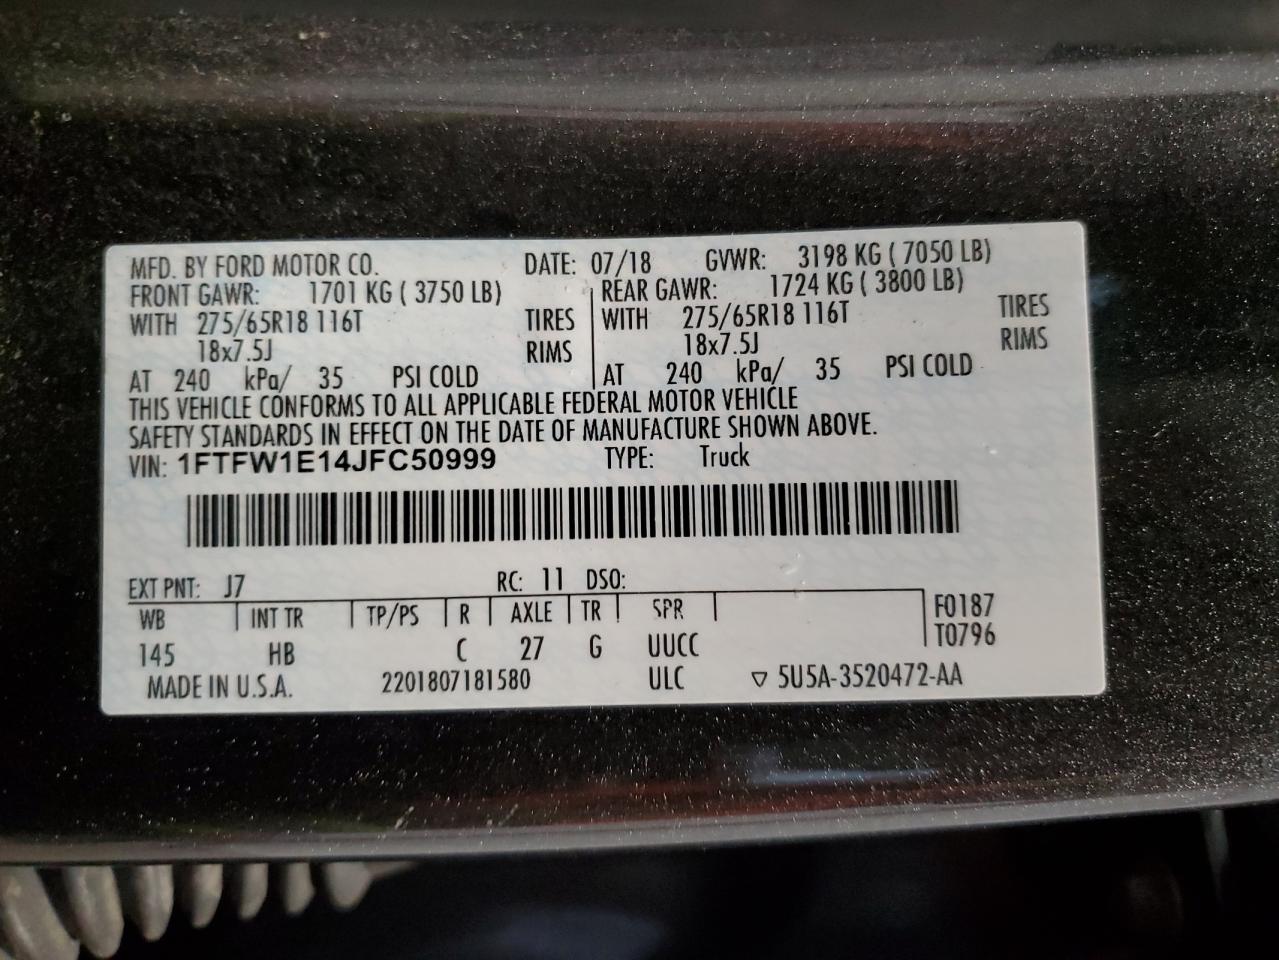 MFD. BY FORD MOTOR CO. DATE: 07/18 GVWR: 3198 KG ( 7050 LB)
FRONT GAWR: 1701 KG ( 3750 LB) REAR GAWR: 1724 KG ( 3800 LB)
WITH 275/65R18 116T TIRES WITH 275/65R18 116T TIRES
18x7.5J RIMS 18x7.5J RIMS
AT 240 kPa/ 35 PSI COLD AT 240 kPa/ 35 PSI COLD
THIS VEHICLE CONFORMS TO ALL APPLICABLE FEDERAL MOTOR VEHICLE
SAFETY STANDARDS IN EFFECT ON THE DATE OF MANUFACTURE SHOWN ABOVE.
VIN: 1FTFW1E14JFC50999 TYPE: Truck
EXT PNT: J7 RC: 11 DSO:
WB INT TR TP/PS R AXLE TR SPR F0187
145 HB C 27 G UUCC T0796
MADE IN U.S.A. 2201807181580 ULC ▽ 5U5A-3520472-AA